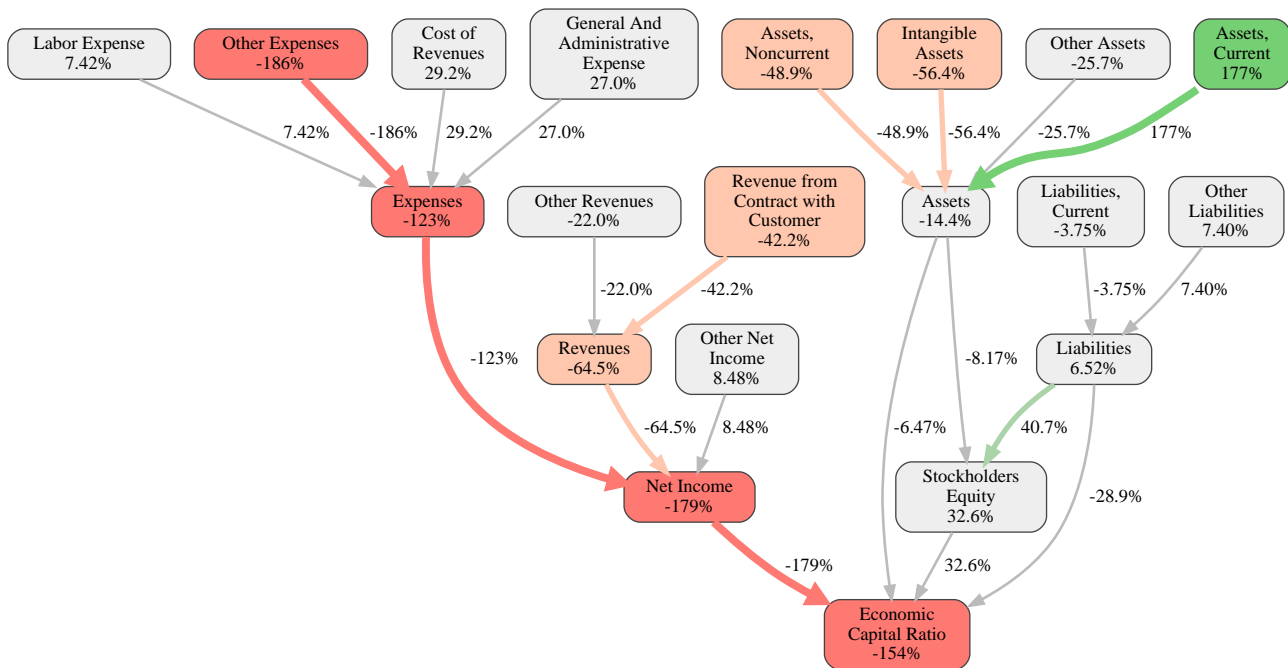 Labor Expense
7.42%
Other Expenses
-186%
Cost of
Revenues
29.2%
General And
Administrative
Expense
27.0%
Assets,
Noncurrent
-48.9%
Intangible
Assets
-56.4%
Other Assets
-25.7%
Assets,
Current
177%
7.42%
-186%
29.2%
27.0%
-48.9%
-56.4%
-25.7%
177%
Expenses
-123%
Other Revenues
-22.0%
Revenue from
Contract with
Customer
-42.2%
Assets
-14.4%
Liabilities,
Current
-3.75%
Other
Liabilities
7.40%
-22.0%
-42.2%
-3.75%
7.40%
-123%
Revenues
-64.5%
Other Net
Income
8.48%
-8.17%
Liabilities
6.52%
-64.5%
8.48%
-6.47%
40.7%
Net Income
-179%
Stockholders
Equity
32.6%
-28.9%
-179%
32.6%
Economic
Capital Ratio
-154%